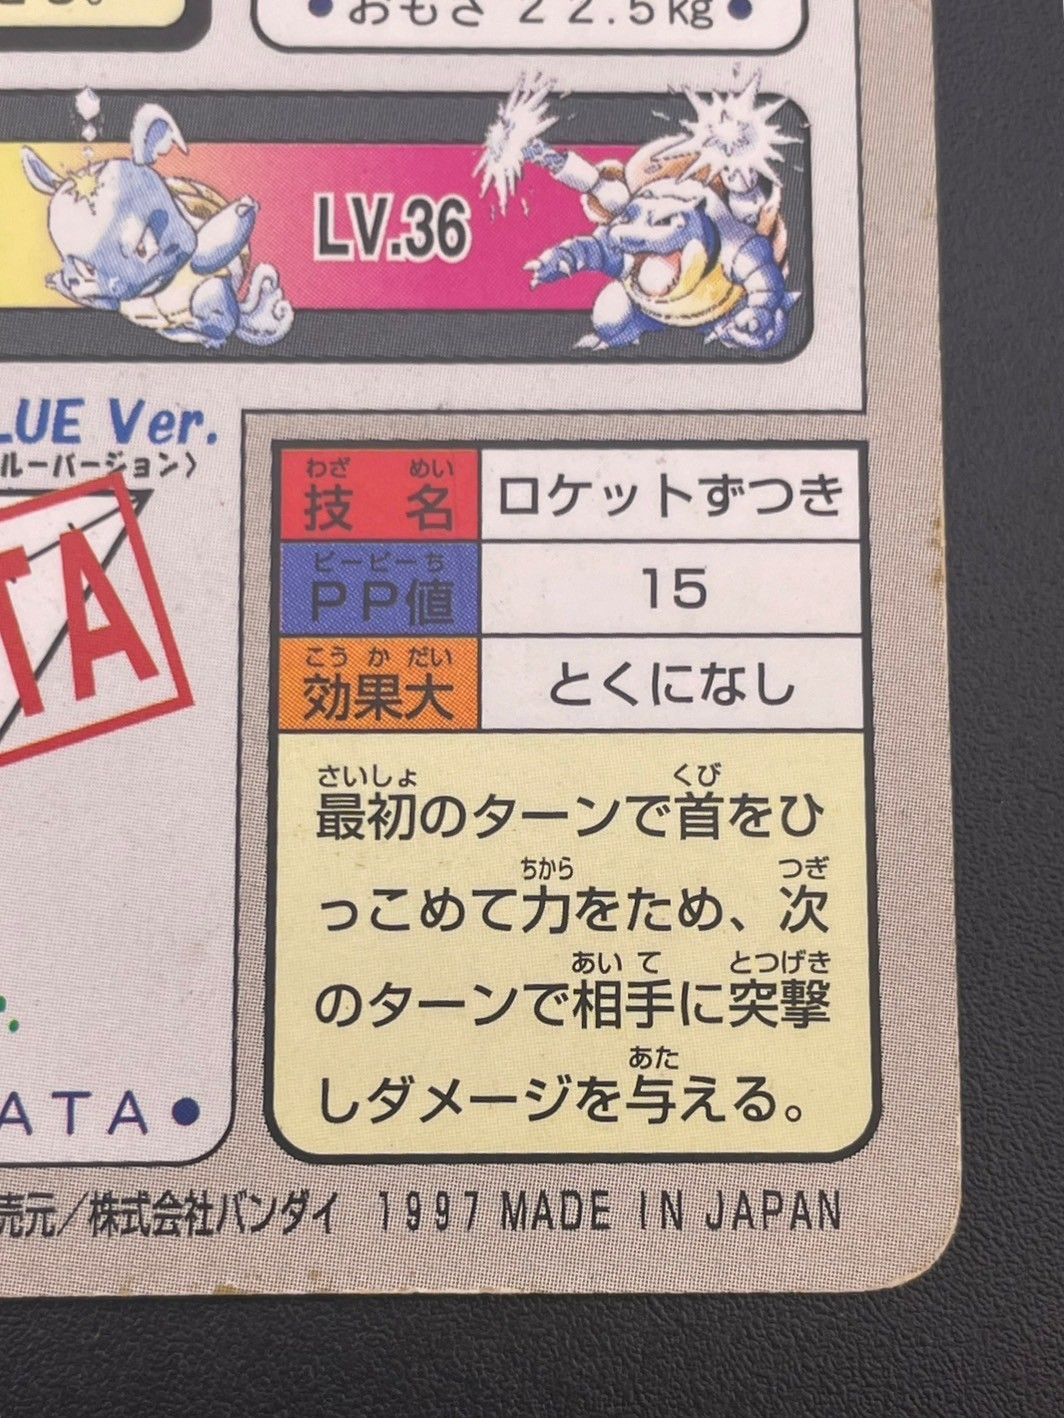 おもさ 22.5kg
LV.36
LUE Ver.
ルーバージョン〉
わざ めい
技名
ロケットずつき
ピーピーち
PP値
15
こうかだい
効果大
とくになし
TA
さいしょ くび
最初のターンで首をひ
ちから つぎ
っこめて力をため、次
あいて とつげき
のターンで相手に突撃
あた
しダメージを与える。
ATA●
売元／株式会社バンダイ 1997 MADE IN JAPAN